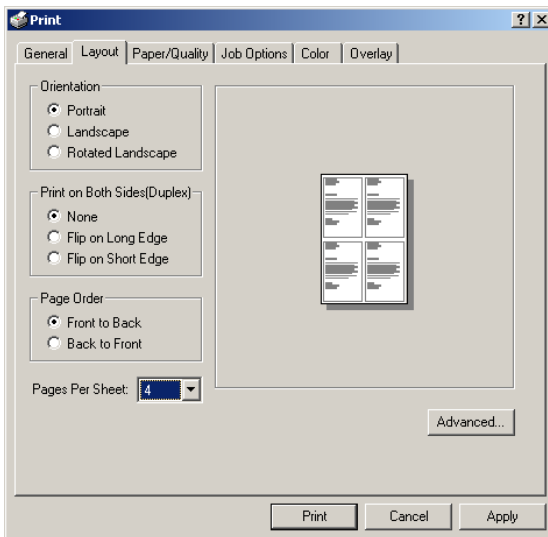 Print
General Layout Paper/Quality Job Options Color Overlay
Orientation
Portrait
Landscape
Rotated Landscape
Print on Both Sides(Duplex)
None
Flip on Long Edge
Flip on Short Edge
Page Order
Front to Back
Back to Front
Pages Per Sheet: 4
Advanced...
Print Cancel Apply